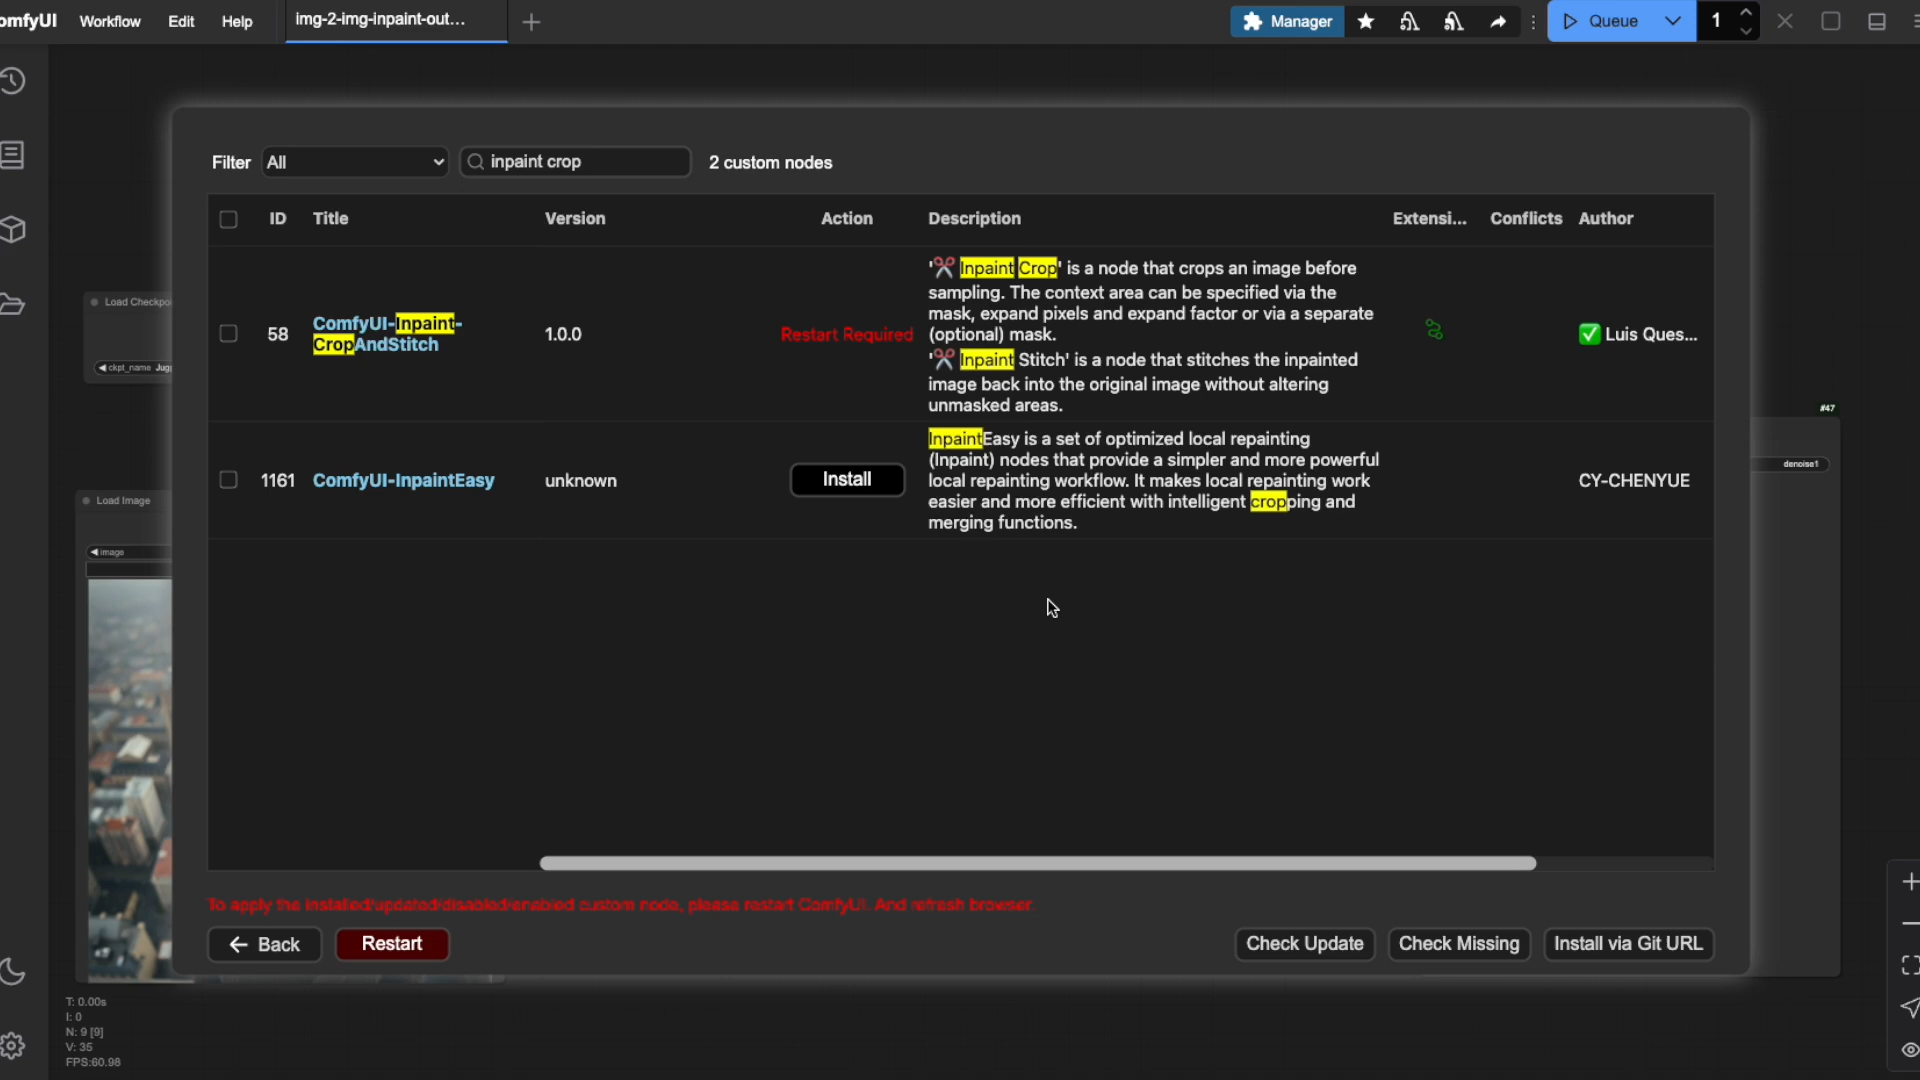 omfyUI Workflow Edit Help img-2-img-inpaint-out... Manager Queue 1
Filter All inpaint crop 2 custom nodes
ID Title Version Action Description Extensi... Conflicts Author
58 ComfyUI-Inpaint-
CropAndStitch
1.0.0
Restart Required
'✂️ Inpaint Crop' is a node that crops an image before
sampling. The context area can be specified via the
mask, expand pixels and expand factor or via a separate
(optional) mask.
'✂️ Inpaint Stitch' is a node that stitches the inpainted
image back into the original image without altering
unmasked areas.
✅ Luis Ques...
1161 ComfyUI-InpaintEasy unknown Install
InpaintEasy is a set of optimized local repainting
(Inpaint) nodes that provide a simpler and more powerful
local repainting workflow. It makes local repainting work
easier and more efficient with intelligent cropping and
merging functions.
CY-CHENYUE
To apply the installed/updated/disabled/enabled custom node, please restart ComfyUI. And refresh browser.
Back Restart Check Update Check Missing Install via Git URL
Load Checkpo
ckpt_name Jug
Load Image
image
#47
denoise1
T: 0.00s
I: 0
N: 9 [9]
V: 35
FPS:60.98